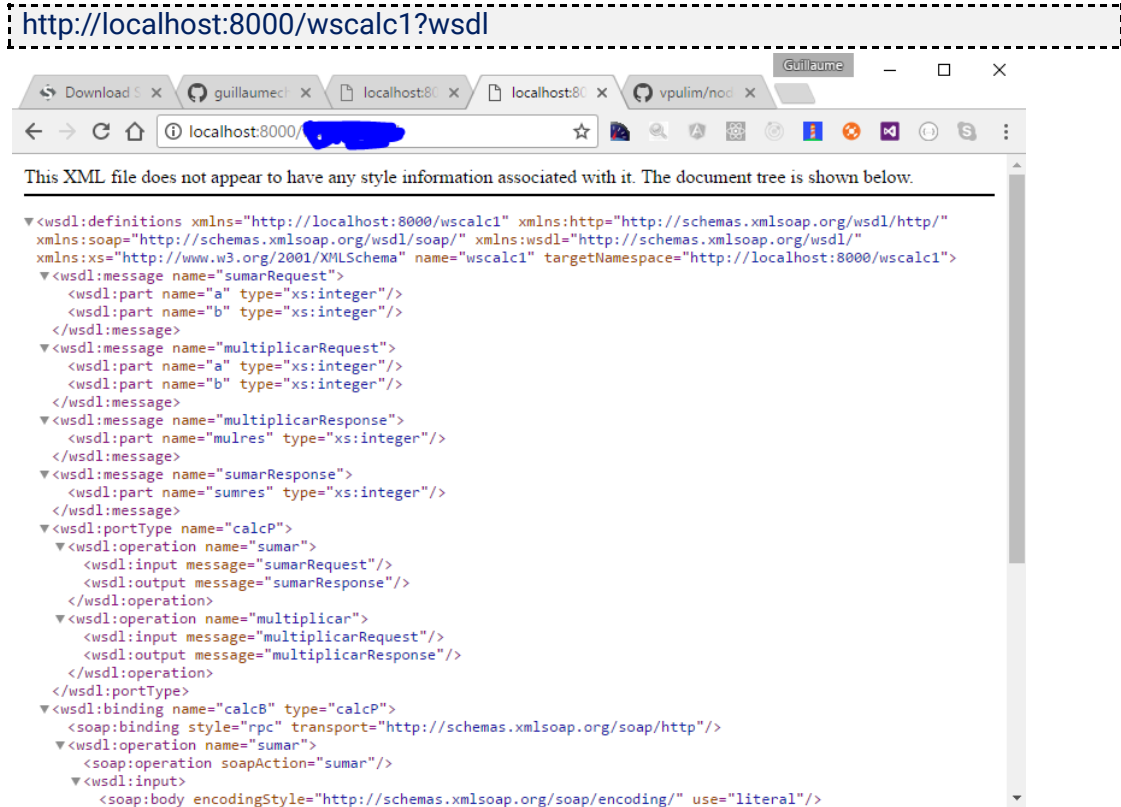 http://localhost:8000/wscalc1?wsdl
Guillaume
Download S
guillaumech
localhost:80
localhost:80
vpulim/nod
localhost:8000/
This XML file does not appear to have any style information associated with it. The document tree is shown below.
▼<wsdl:definitions xmlns="http://localhost:8000/wscalc1" xmlns:http="http://schemas.xmlsoap.org/wsdl/http/"
xmlns:soap="http://schemas.xmlsoap.org/wsdl/soap/" xmlns:wsdl="http://schemas.xmlsoap.org/wsdl/"
xmlns:xs="http://www.w3.org/2001/XMLSchema" name="wscalc1" targetNamespace="http://localhost:8000/wscalc1">
▼<wsdl:message name="sumarRequest">
<wsdl:part name="a" type="xs:integer"/>
<wsdl:part name="b" type="xs:integer"/>
</wsdl:message>
▼<wsdl:message name="multiplicarRequest">
<wsdl:part name="a" type="xs:integer"/>
<wsdl:part name="b" type="xs:integer"/>
</wsdl:message>
▼<wsdl:message name="multiplicarResponse">
<wsdl:part name="mulres" type="xs:integer"/>
</wsdl:message>
▼<wsdl:message name="sumarResponse">
<wsdl:part name="sumres" type="xs:integer"/>
</wsdl:message>
▼<wsdl:portType name="calcP">
▼<wsdl:operation name="sumar">
<wsdl:input message="sumarRequest"/>
<wsdl:output message="sumarResponse"/>
</wsdl:operation>
▼<wsdl:operation name="multiplicar">
<wsdl:input message="multiplicarRequest"/>
<wsdl:output message="multiplicarResponse"/>
</wsdl:operation>
</wsdl:portType>
▼<wsdl:binding name="calcB" type="calcP">
<soap:binding style="rpc" transport="http://schemas.xmlsoap.org/soap/http"/>
▼<wsdl:operation name="sumar">
<soap:operation soapAction="sumar"/>
▼<wsdl:input>
<soap:body encodingStyle="http://schemas.xmlsoap.org/soap/encoding/" use="literal"/>